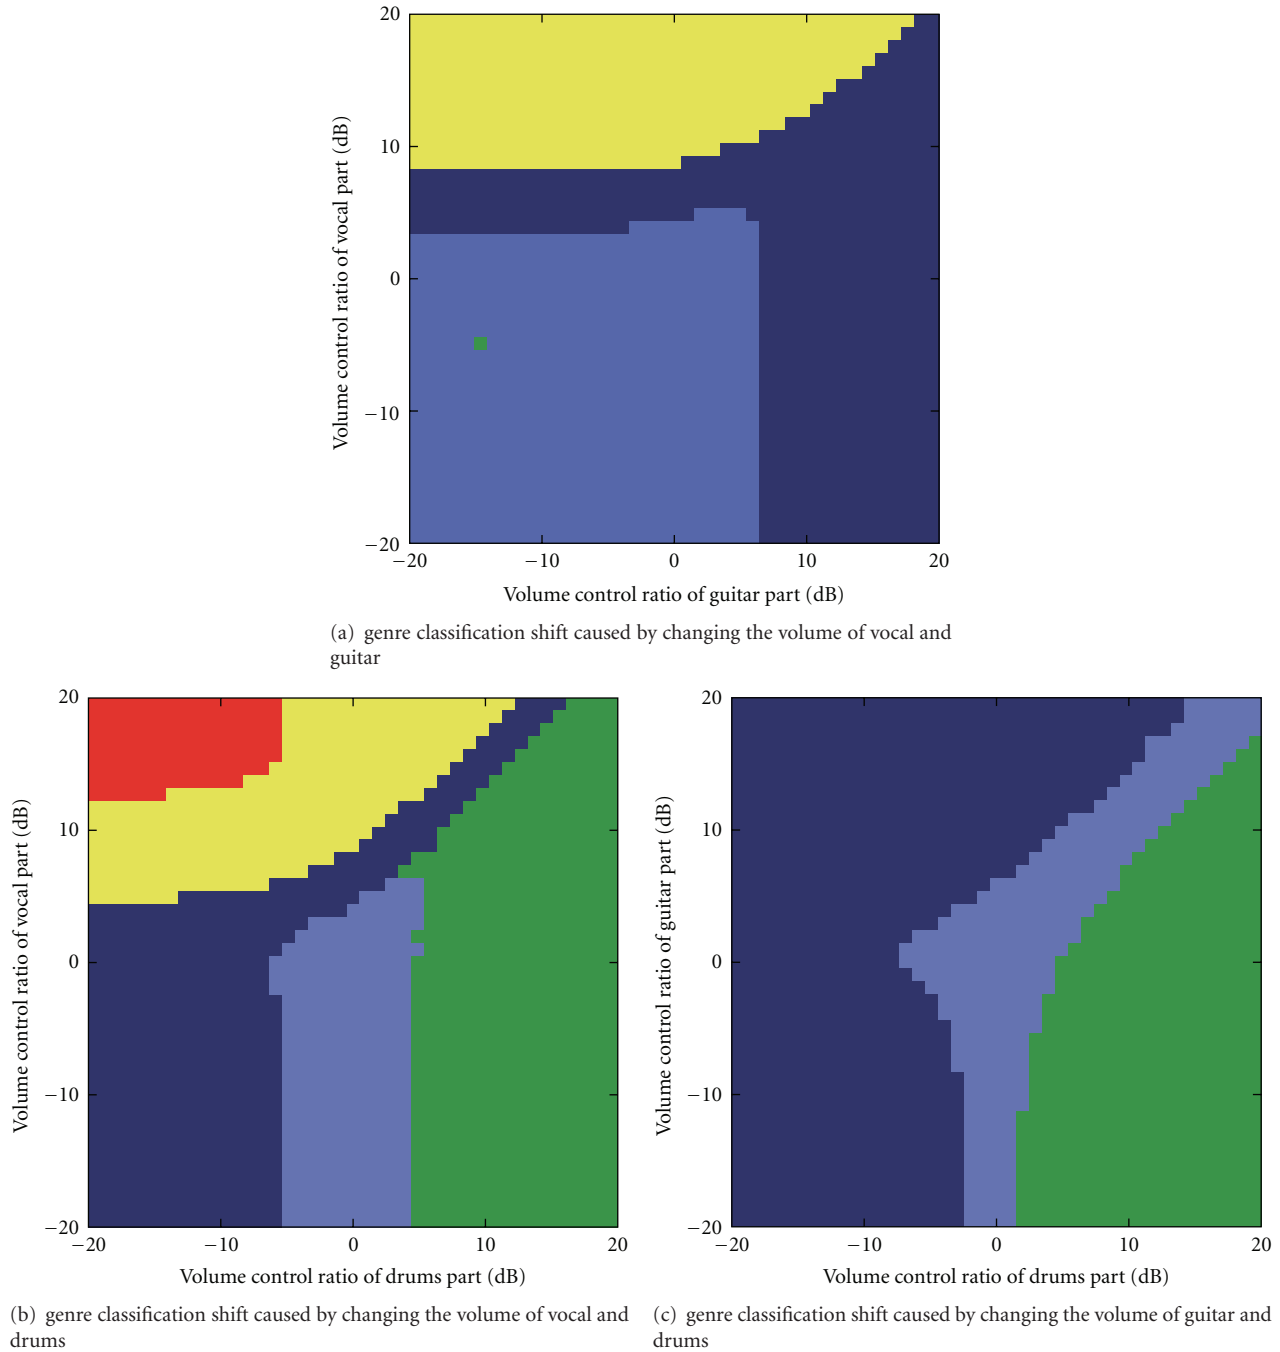 20
10
0
−10
−20
Volume control ratio of vocal part (dB)
−20 −10 0 10 20
Volume control ratio of guitar part (dB)
(a) genre classification shift caused by changing the volume of vocal and
guitar
20
10
0
−10
−20
Volume control ratio of vocal part (dB)
−20 −10 0 10 20
Volume control ratio of drums part (dB)
(b) genre classification shift caused by changing the volume of vocal and
drums
20
10
0
−10
−20
Volume control ratio of guitar part (dB)
−20 −10 0 10 20
Volume control ratio of drums part (dB)
(c) genre classification shift caused by changing the volume of guitar and
drums